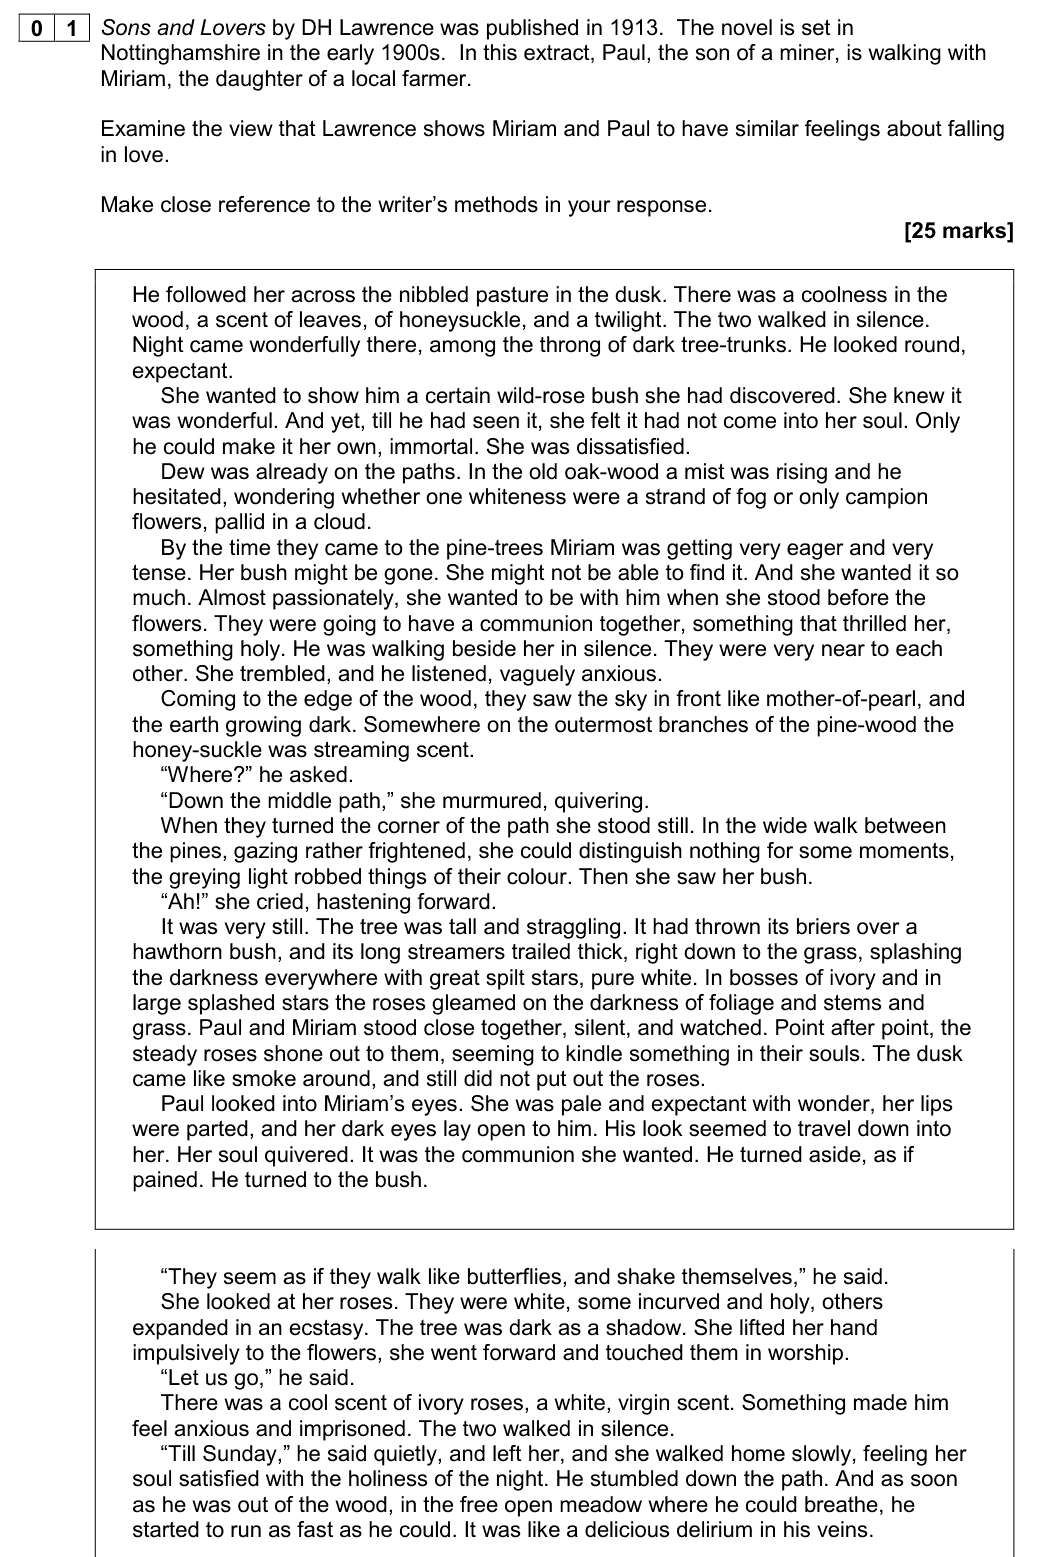 0 1 Sons and Lovers by DH Lawrence was published in 1913. The novel is set in
Nottinghamshire in the early 1900s. In this extract, Paul, the son of a miner, is walking with
Miriam, the daughter of a local farmer.
Examine the view that Lawrence shows Miriam and Paul to have similar feelings about falling
in love.
Make close reference to the writer’s methods in your response.
[25 marks]
He followed her across the nibbled pasture in the dusk. There was a coolness in the
wood, a scent of leaves, of honeysuckle, and a twilight. The two walked in silence.
Night came wonderfully there, among the throng of dark tree-trunks. He looked round,
expectant.
She wanted to show him a certain wild-rose bush she had discovered. She knew it
was wonderful. And yet, till he had seen it, she felt it had not come into her soul. Only
he could make it her own, immortal. She was dissatisfied.
Dew was already on the paths. In the old oak-wood a mist was rising and he
hesitated, wondering whether one whiteness were a strand of fog or only campion
flowers, pallid in a cloud.
By the time they came to the pine-trees Miriam was getting very eager and very
tense. Her bush might be gone. She might not be able to find it. And she wanted it so
much. Almost passionately, she wanted to be with him when she stood before the
flowers. They were going to have a communion together, something that thrilled her,
something holy. He was walking beside her in silence. They were very near to each
other. She trembled, and he listened, vaguely anxious.
Coming to the edge of the wood, they saw the sky in front like mother-of-pearl, and
the earth growing dark. Somewhere on the outermost branches of the pine-wood the
honey-suckle was streaming scent.
“Where?” he asked.
“Down the middle path,” she murmured, quivering.
When they turned the corner of the path she stood still. In the wide walk between
the pines, gazing rather frightened, she could distinguish nothing for some moments,
the greying light robbed things of their colour. Then she saw her bush.
“Ah!” she cried, hastening forward.
It was very still. The tree was tall and straggling. It had thrown its briers over a
hawthorn bush, and its long streamers trailed thick, right down to the grass, splashing
the darkness everywhere with great spilt stars, pure white. In bosses of ivory and in
large splashed stars the roses gleamed on the darkness of foliage and stems and
grass. Paul and Miriam stood close together, silent, and watched. Point after point, the
steady roses shone out to them, seeming to kindle something in their souls. The dusk
came like smoke around, and still did not put out the roses.
Paul looked into Miriam’s eyes. She was pale and expectant with wonder, her lips
were parted, and her dark eyes lay open to him. His look seemed to travel down into
her. Her soul quivered. It was the communion she wanted. He turned aside, as if
pained. He turned to the bush.
“They seem as if they walk like butterflies, and shake themselves,” he said.
She looked at her roses. They were white, some incurved and holy, others
expanded in an ecstasy. The tree was dark as a shadow. She lifted her hand
impulsively to the flowers, she went forward and touched them in worship.
“Let us go,” he said.
There was a cool scent of ivory roses, a white, virgin scent. Something made him
feel anxious and imprisoned. The two walked in silence.
“Till Sunday,” he said quietly, and left her, and she walked home slowly, feeling her
soul satisfied with the holiness of the night. He stumbled down the path. And as soon
as he was out of the wood, in the free open meadow where he could breathe, he
started to run as fast as he could. It was like a delicious delirium in his veins.